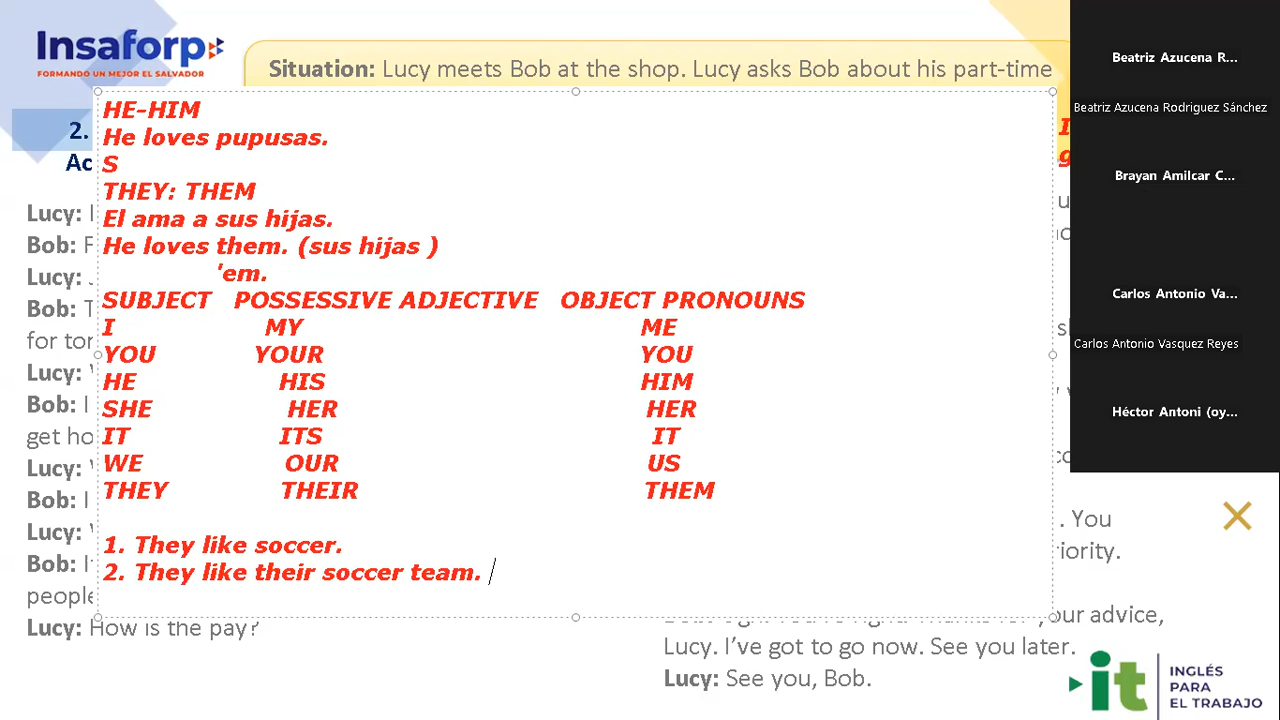 Insaforp
FORMANDO UN MEJOR EL SALVADOR
Situation: Lucy meets Bob at the shop. Lucy asks Bob about his part-time
2.
HE-HIM
He loves pupusas.
S
THEY: THEM
El ama a sus hijas.
He loves them. (sus hijas )
'em.
SUBJECT POSSESSIVE ADJECTIVE OBJECT PRONOUNS
I MY ME
YOU YOUR YOU
HE HIS HIM
SHE HER HER
IT ITS IT
WE OUR US
THEY THEIR THEM
1. They like soccer.
2. They like their soccer team.
Lucy:
Bob:
Lucy:
Bob:
for
Lucy:
Bob:
get
Lucy:
Bob:
Lucy:
Bob:
Lucy: How is the pay?
. You
your advice,
Lucy. I've got to go now. See you later.
Lucy: See you, Bob.
Beatriz Azucena R...
Beatriz Azucena Rodriguez Sánchez
Brayan Amilcar C...
Carlos Antonio Va...
Carlos Antonio Vasquez Reyes
Héctor Antoni (oy...
it
INGLÉS
PARA
EL TRABAJO